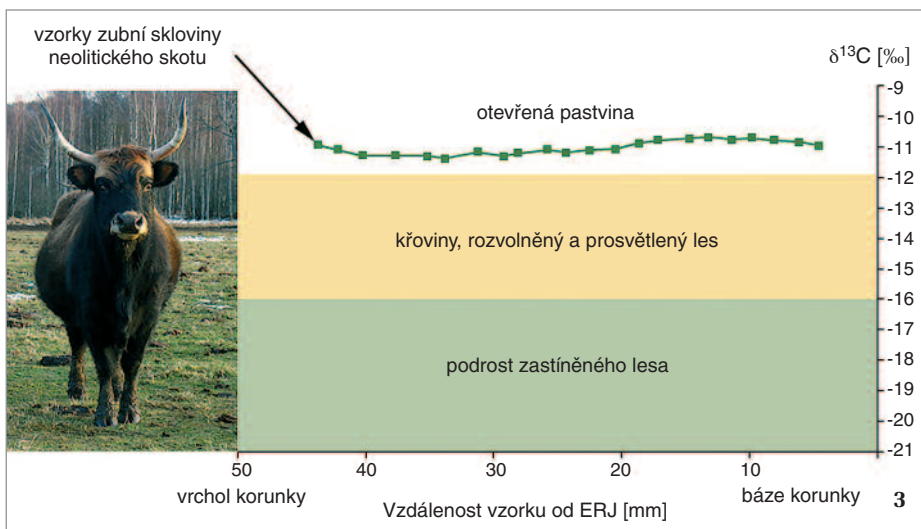 vzorky zubní skloviny
neolitického skotu
δ¹³C [‰]
-9
-10
otevřená pastvina
-11
-12
-13
křoviny, rozvolněný a prosvětlený les
-14
-15
-16
-17
podrost zastíněného lesa
-18
-19
-20
-21
50
40
30
20
10
vrchol korunky
báze korunky
Vzdálenost vzorku od ERJ [mm]
3